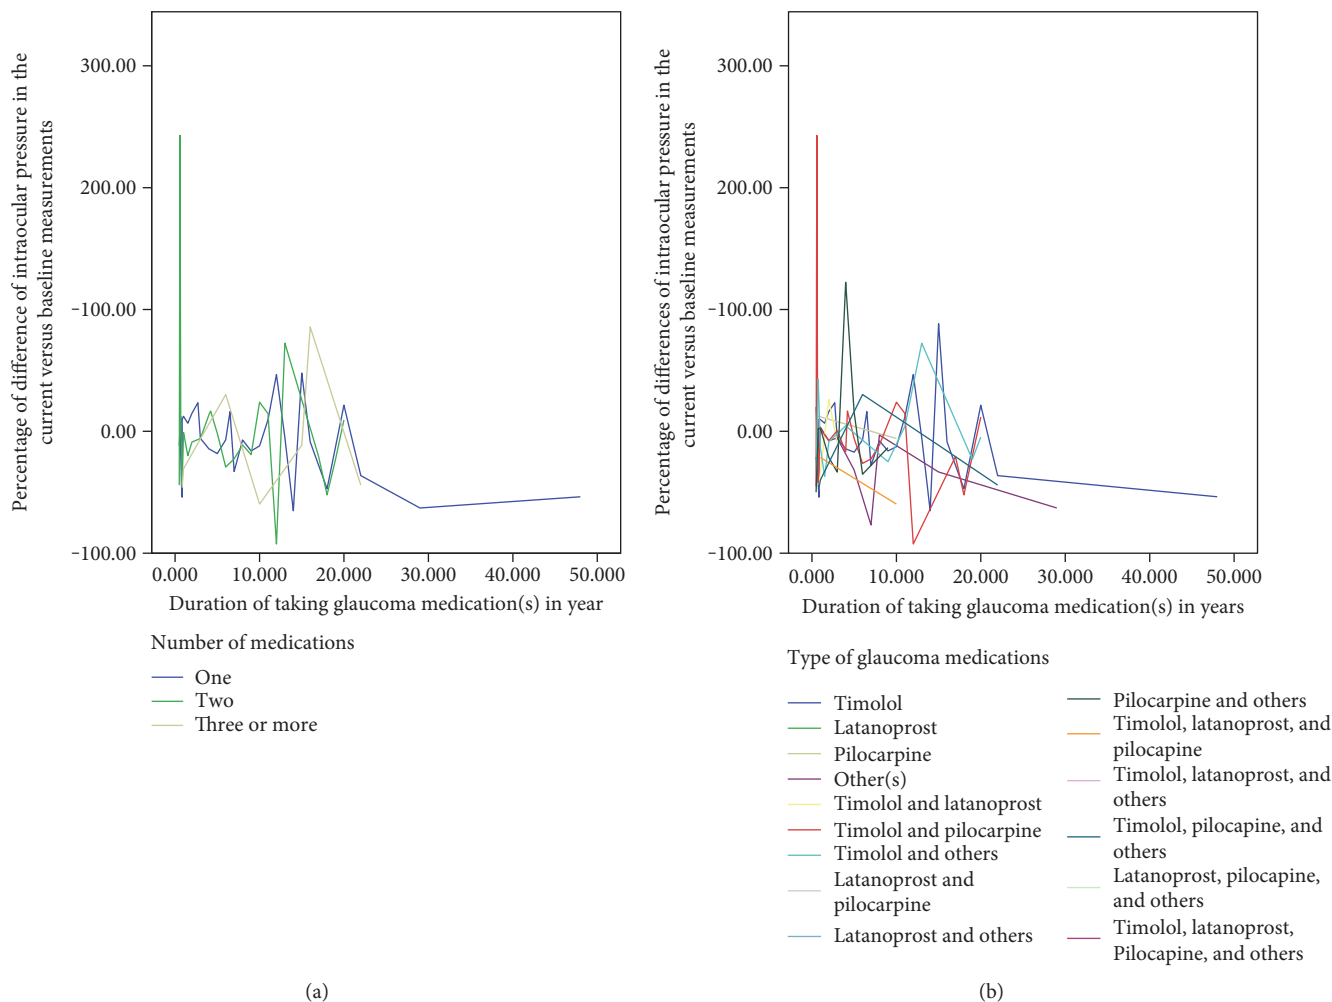 Percentage of difference of intraocular pressure in the
current versus baseline measurements
300.00
200.00
-100.00
0.00
-100.00
0.000 10.000 20.000 30.000 40.000 50.000
Duration of taking glaucoma medication(s) in year
Number of medications
One
Two
Three or more
(a)
Percentage of differences of intraocular pressure in the
current versus baseline measurements
300.00
200.00
-100.00
0.00
-100.00
0.000 10.000 20.000 30.000 40.000 50.000
Duration of taking glaucoma medication(s) in years
Type of glaucoma medications
Timolol
Latanoprost
Pilocarpine
Other(s)
Timolol and latanoprost
Timolol and pilocarpine
Timolol and others
Latanoprost and
pilocarpine
Latanoprost and others
Pilocarpine and others
Timolol, latanoprost, and
pilocapine
Timolol, latanoprost, and
others
Timolol, pilocapine, and
others
Latanoprost, pilocapine,
and others
Timolol, latanoprost,
Pilocapine, and others
(b)